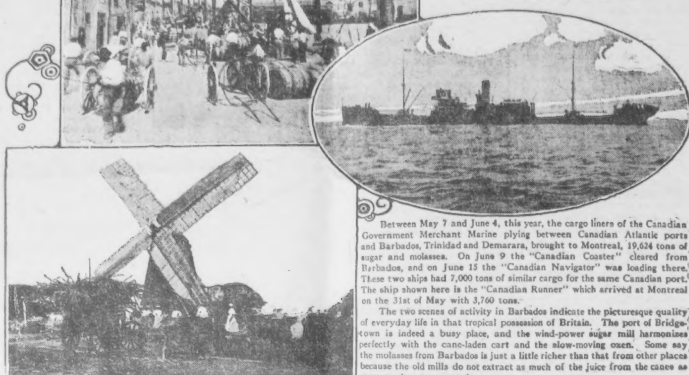 Between May 7 and June 4, this year, the cargo liners of the Canadian
Government Merchant Marine plying between Canadian Atlantic ports
and Barbados, Trinidad and Demarara, brought to Montreal, 19,624 tons of
sugar and molasses. On June 9 the "Canadian Coaster" cleared from
Barbados, and on June 15 the "Canadian Navigator" was loading there.
These two ships had 7,000 tons of similar cargo for the same Canadian port.
The ship shown here is the "Canadian Runner" which arrived at Montreal
on the 31st of May with 3,760 tons.
The two scenes of activity in Barbados indicate the picturesque quality
of everyday life in that tropical possession of Britain. The port of Bridge-
town is indeed a busy place, and the wind-power sugar mill harmonizes
perfectly with the cane-laden cart and the slow-moving oxen. Some say
the molasses from Barbados is just a little richer than that from other places
because the old mills do not extract as much of the juice from the canes as